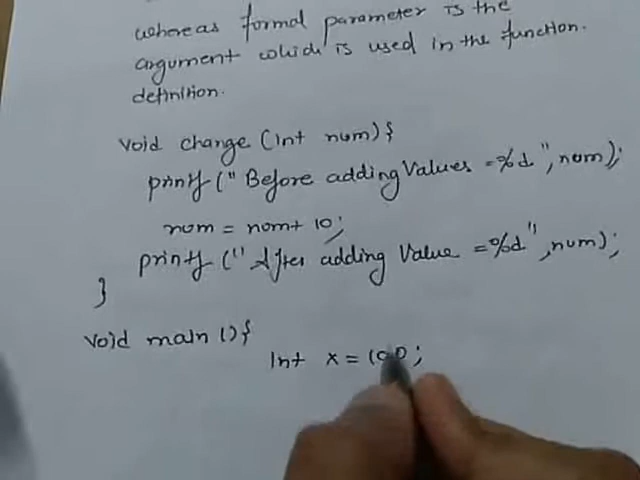 whereas formal parameter is the
argument which is used in the function
definition.
void change (int num) {
printf (" Before adding Values = %d ", num);
num = num + 10;
printf (" After adding Value = %d", num);
}
void main () {
int x = 100;